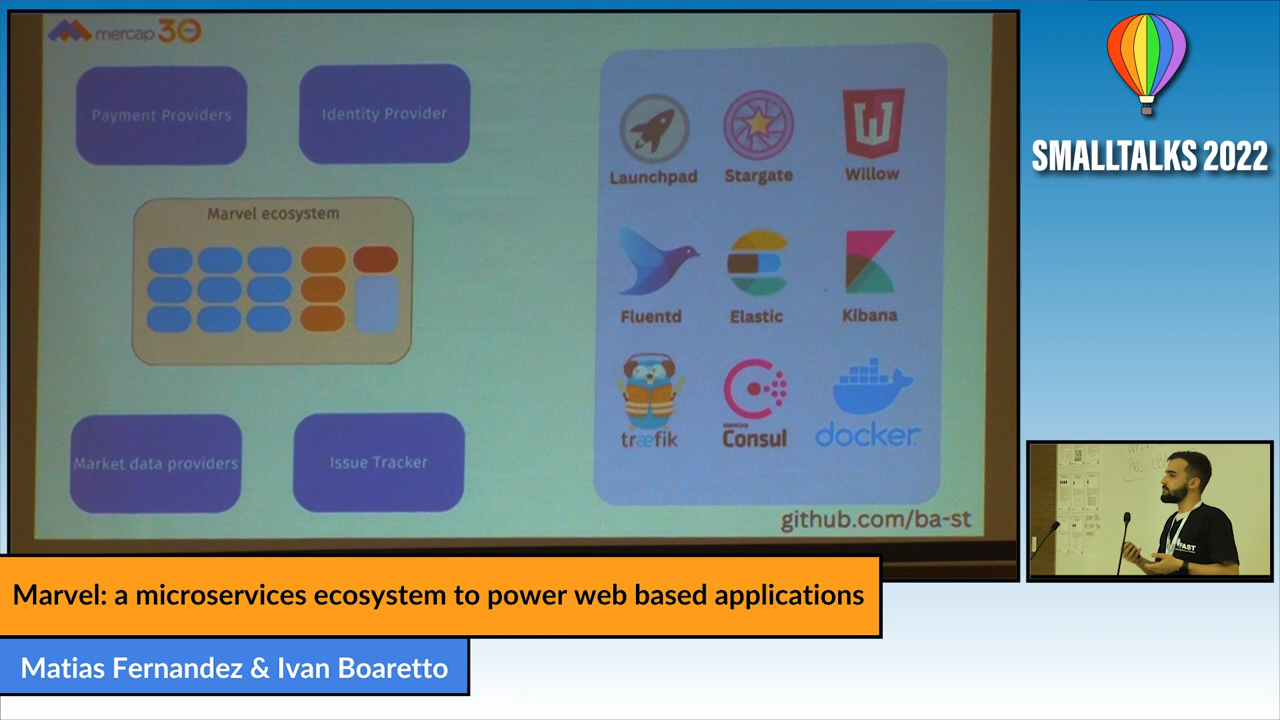 mercap 30
Payment Providers
Identity Provider
Marvel ecosystem
Market data providers
Issue Tracker
Launchpad
Stargate
Willow
Fluentd
Elastic
Kibana
træfik
HashiCorp
Consul
docker
github.com/ba-st
SMALLTALKS 2022
FAST
Marvel: a microservices ecosystem to power web based applications
Matias Fernandez & Ivan Boaretto